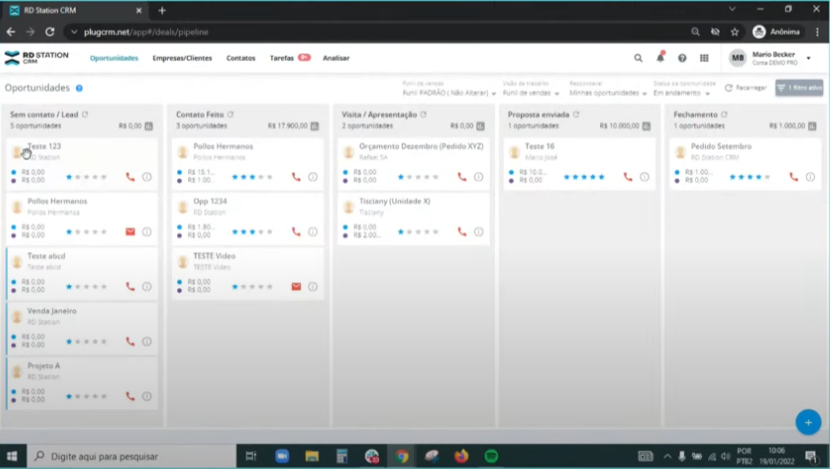 RD Station CRM
plugcrm.net/app#/deals/pipeline
Anônima
RD STATION
CRM
Oportunidades
Empresas/Clientes
Contatos
Tarefas
Analisar
MB
Mario Becker
Conta DEMO PRO
Oportunidades
Funil de vendas
Funil PADRÃO ( Não Alterar)
Visão de trabalho
Funil de vendas
Responsável
Minhas oportunidades
Status da oportunidade
Em andamento
Recarregar
1 filtro ativo
Sem contato / Lead
5 oportunidades
R$ 0,00
Teste 123
RD Station
R$ 0,00
R$ 0,00
Pollos Hermanos
Pollos Hermanos
R$ 0,00
R$ 0,00
Teste abcd
Teste abcd
R$ 0,00
R$ 0,00
Venda Janeiro
RD Station
R$ 0,00
R$ 0,00
Projeto A
RD Station
R$ 0,00
R$ 0,00
Contato Feito
3 oportunidades
R$ 17.900,00
Pollos Hermanos
Pollos Hermanos
R$ 15.1...
R$ 1.00...
Opp 1234
RD Station
R$ 1.80...
R$ 0,00
TESTE Video
TESTE Video
R$ 0,00
R$ 0,00
Visita / Apresentação
2 oportunidades
R$ 0,00
Orçamento Dezembro (Pedido XYZ)
Rafael SA
R$ 0,00
R$ 0,00
Tisciany (Unidade X)
Tisciany
R$ 0,00
R$ 2.00...
Proposta enviada
1 oportunidades
R$ 10.000,00
Teste 16
Mario José
R$ 10.0...
R$ 0,00
Fechamento
1 oportunidades
R$ 1.000,00
Pedido Setembro
RD Station CRM
R$ 1.00...
R$ 0,00
Digite aqui para pesquisar
POR
PTB2
10:06
19/01/2022